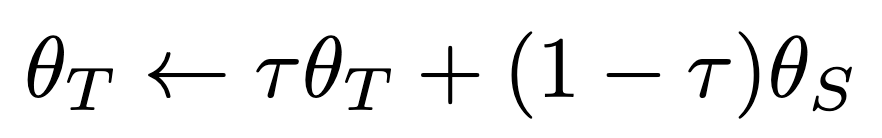 θ_T ← τθ_T + (1 − τ)θ_S